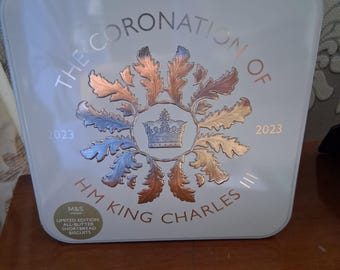 THE CORONATION OF
2023
2023
HM KING CHARLES III
M&S
LIMITED EDITION
ALL-BUTTER
SHORTBREAD
BISCUITS